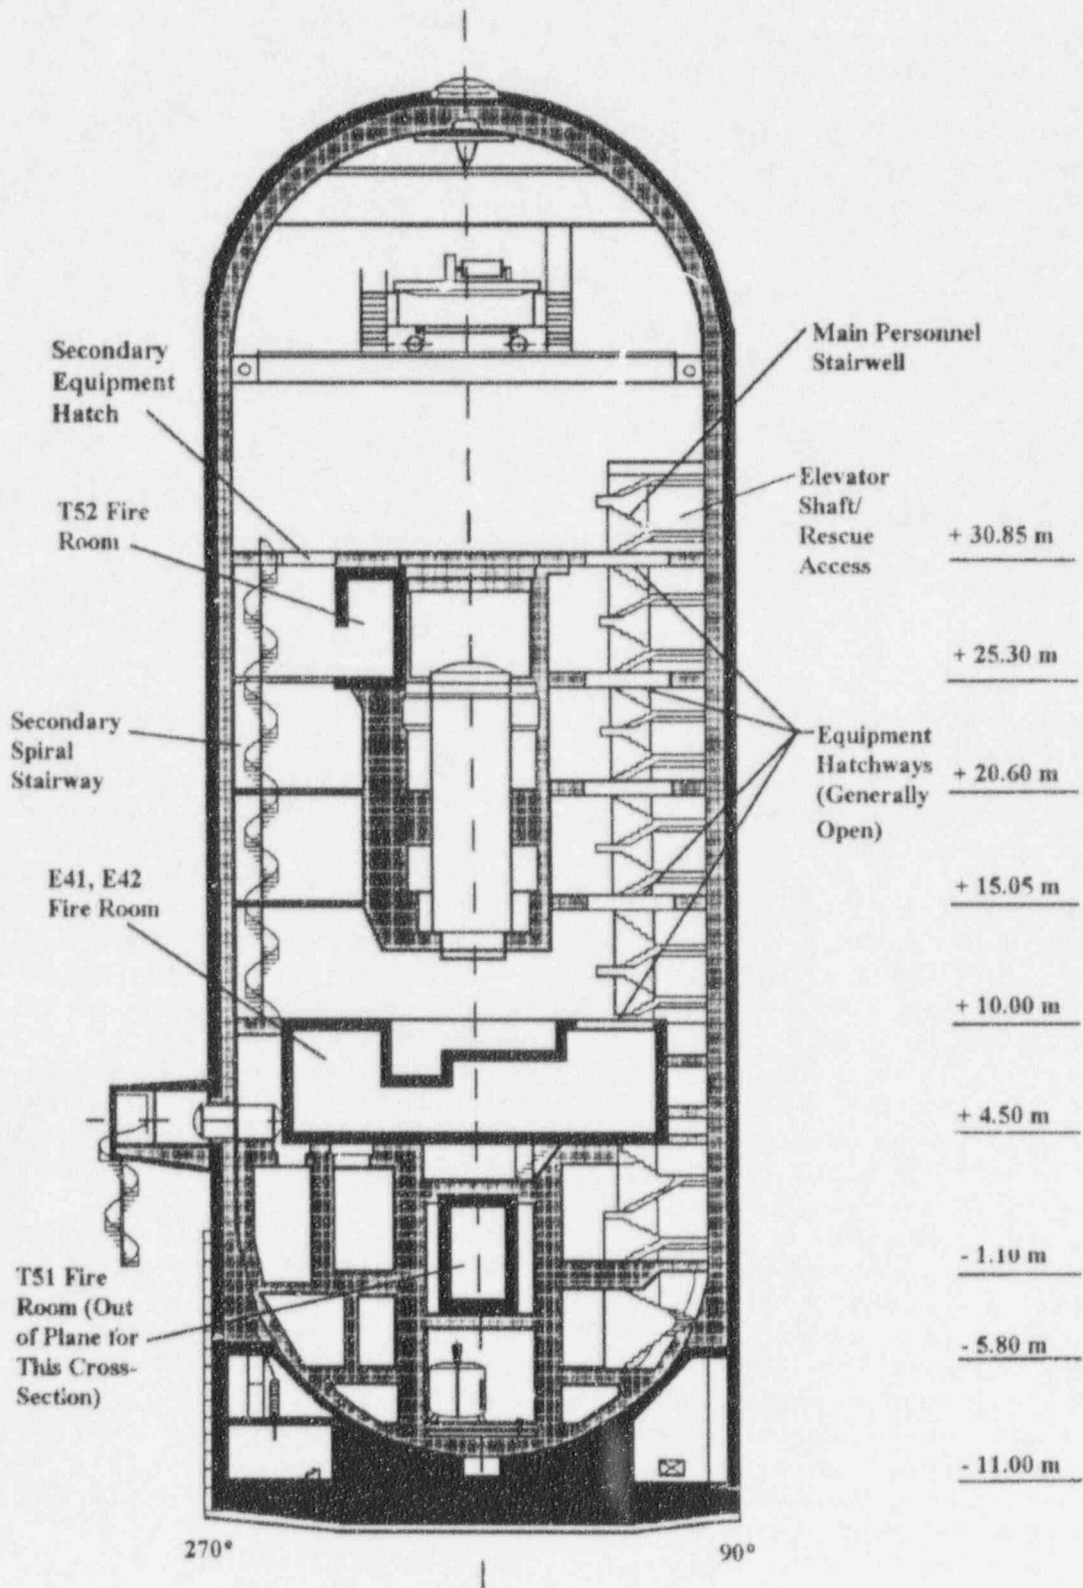 Secondary
Equipment
Hatch
T52 Fire
Room
Secondary
Spiral
Stairway
E41, E42
Fire Room
T51 Fire
Room (Out
of Plane for
This Cross-
Section)
Main Personnel
Stairwell
Elevator
Shaft/
Rescue
Access
Equipment
Hatchways
(Generally
Open)
+ 30.85 m
+ 25.30 m
+ 20.60 m
+ 15.05 m
+ 10.00 m
+ 4.50 m
- 1.10 m
- 5.80 m
- 11.00 m
270°
90°